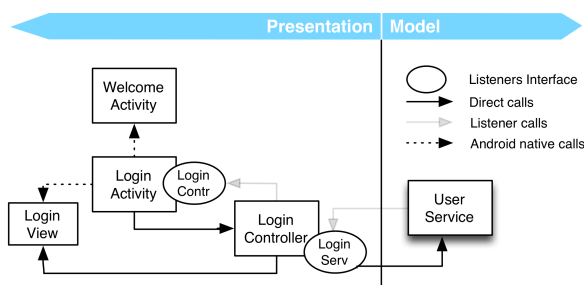 Presentation
Model
Welcome
Activity
Listeners Interface
Direct calls
Listener calls
Android native calls
Login
Activity
Login
Contr
Login
View
Login
Controller
Login
Serv
User
Service